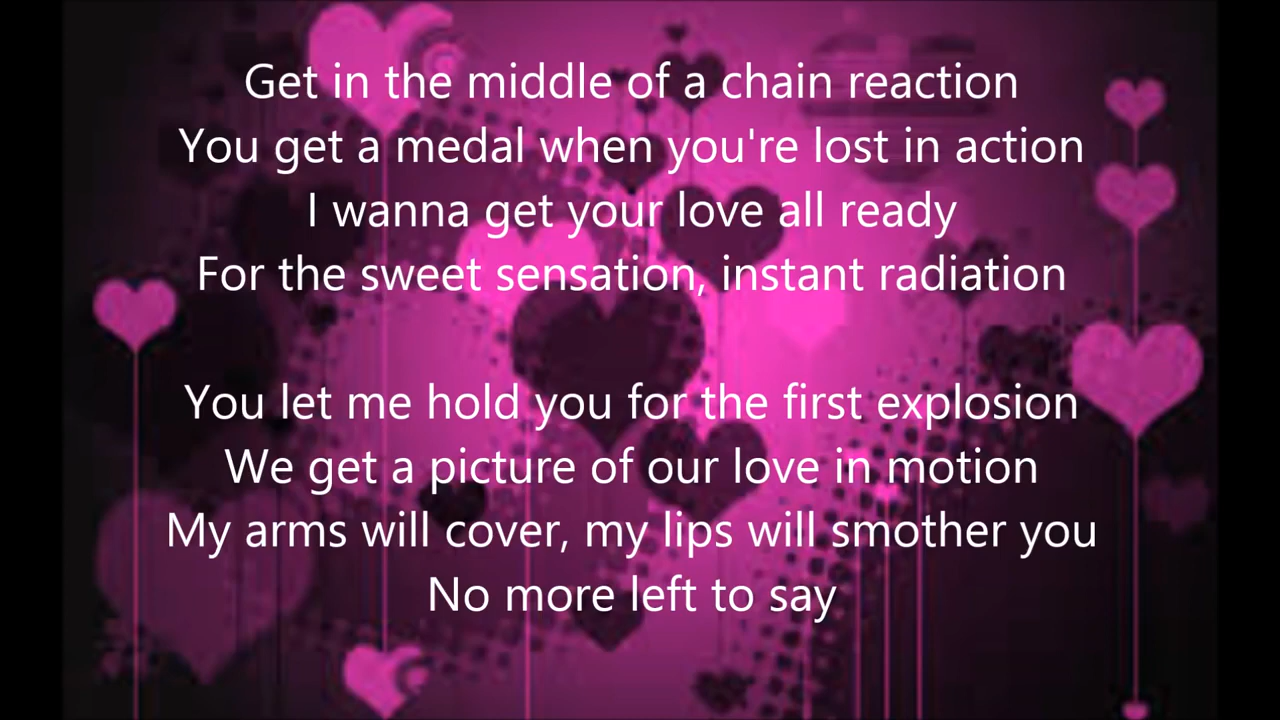 Get in the middle of a chain reaction
You get a medal when you're lost in action
I wanna get your love all ready
For the sweet sensation, instant radiation
You let me hold you for the first explosion
We get a picture of our love in motion
My arms will cover, my lips will smother you
No more left to say